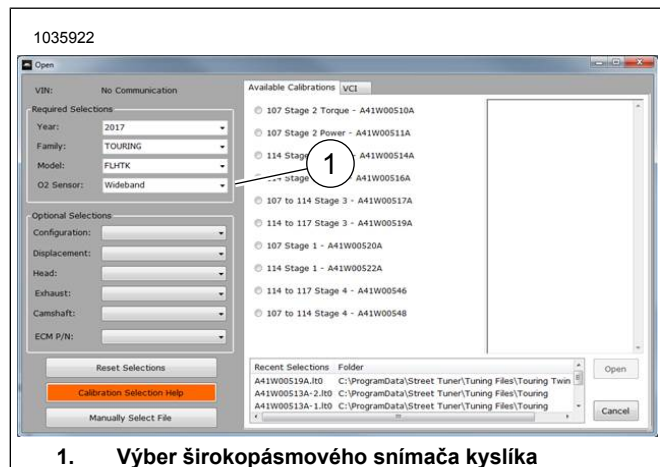 1035922
Open
VIN: No Communication
Required Selections
Year: 2017
Family: TOURING
Model: FLHTK
O2 Sensor: Wideband
Optional Selections
Configuration:
Displacement:
Head:
Exhaust:
Camshaft:
ECM P/N:
Reset Selections
Calibration Selection Help
Manually Select File
Available Calibrations VCI
107 Stage 2 Torque - A41W00510A
107 Stage 2 Power - A41W00511A
114 Stage A41W00514A
Stage A41W00516A
107 to 114 Stage 3 - A41W00517A
114 to 117 Stage 3 - A41W00519A
107 Stage 1 - A41W00520A
114 Stage 1 - A41W00522A
114 to 117 Stage 4 - A41W00546
107 to 114 Stage 4 - A41W00548
1
Recent Selections Folder
A41W00519A.lt0 C:\ProgramData\Street Tuner\Tuning Files\Touring Twin
A41W00513A-2.lt0 C:\ProgramData\Street Tuner\Tuning Files\Touring
A41W00513A-1.lt0 C:\ProgramData\Street Tuner\Tuning Files\Touring
Open
Cancel
1. Výber širokopásmového snímača kyslíka